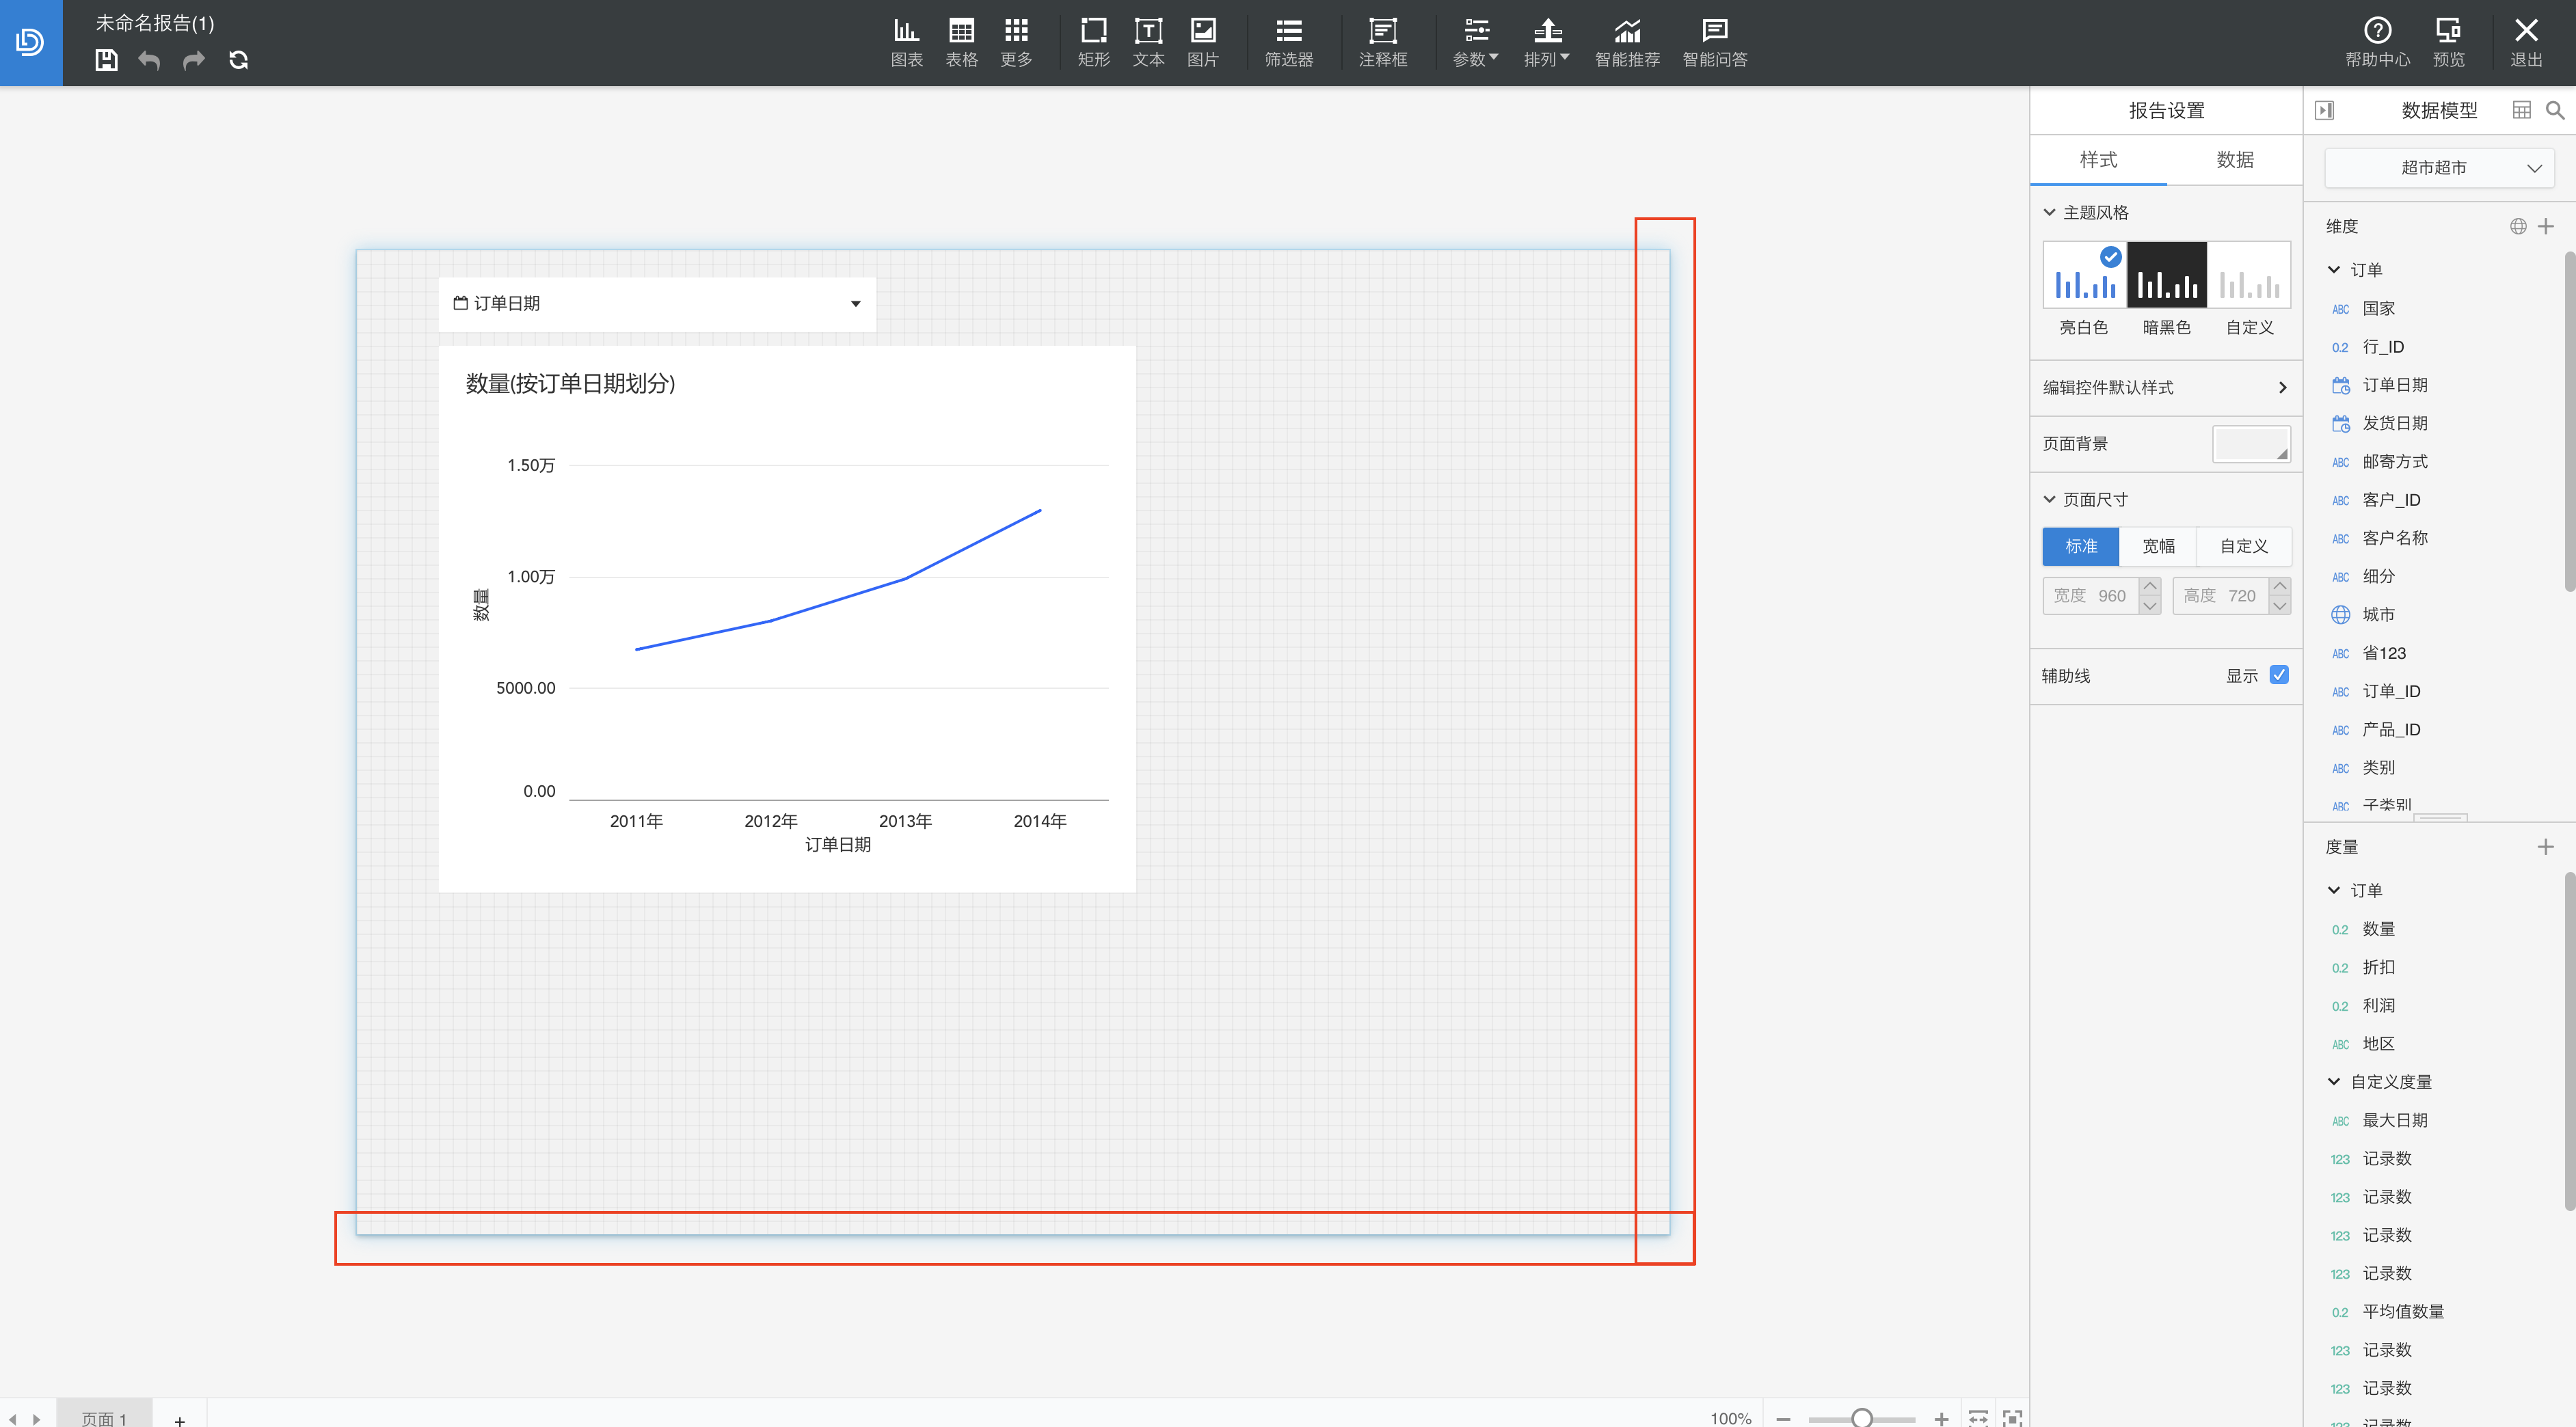 未命名报告(1)
图表
表格
更多
矩形
文本
图片
筛选器
注释框
参数
排列
智能推荐
智能问答
帮助中心
预览
退出
订单日期
数量(按订单日期划分)
1.50万
1.00万
5000.00
0.00
数量
2011年
2012年
2013年
2014年
订单日期
报告设置
样式
数据
主题风格
亮白色
暗黑色
自定义
编辑控件默认样式
页面背景
页面尺寸
标准
宽幅
自定义
宽度 960
高度 720
辅助线
显示
数据模型
超市超市
维度
订单
ABC 国家
0.2 行_ID
订单日期
发货日期
ABC 邮寄方式
ABC 客户_ID
ABC 客户名称
ABC 细分
城市
ABC 省123
ABC 订单_ID
ABC 产品_ID
ABC 类别
ABC 子类别
度量
订单
0.2 数量
0.2 折扣
0.2 利润
ABC 地区
自定义度量
ABC 最大日期
123 记录数
123 记录数
123 记录数
123 记录数
0.2 平均值数量
123 记录数
123 记录数
123 记录数
页面 1
100%